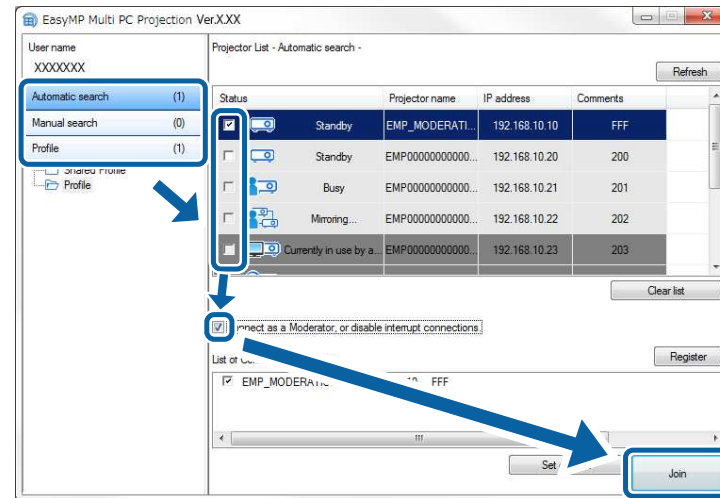 EasyMP Multi PC Projection Ver.X.XX
User name
XXXXXXX
Projector List - Automatic search -
Refresh
Automatic search (1)
Manual search (0)
Profile (1)
Shared Profile
Profile
Status Projector name IP address Comments
Standby EMP_MODERATI... 192.168.10.10 FFF
Standby EMP00000000000... 192.168.10.20 200
Busy EMP00000000000... 192.168.10.21 201
Mirroring... EMP00000000000... 192.168.10.22 202
Currently in use by a... EMP00000000000... 192.168.10.23 203
Clear list
as a Moderator, or disable interrupt connections.
List of
Register
FFF
Set
Join